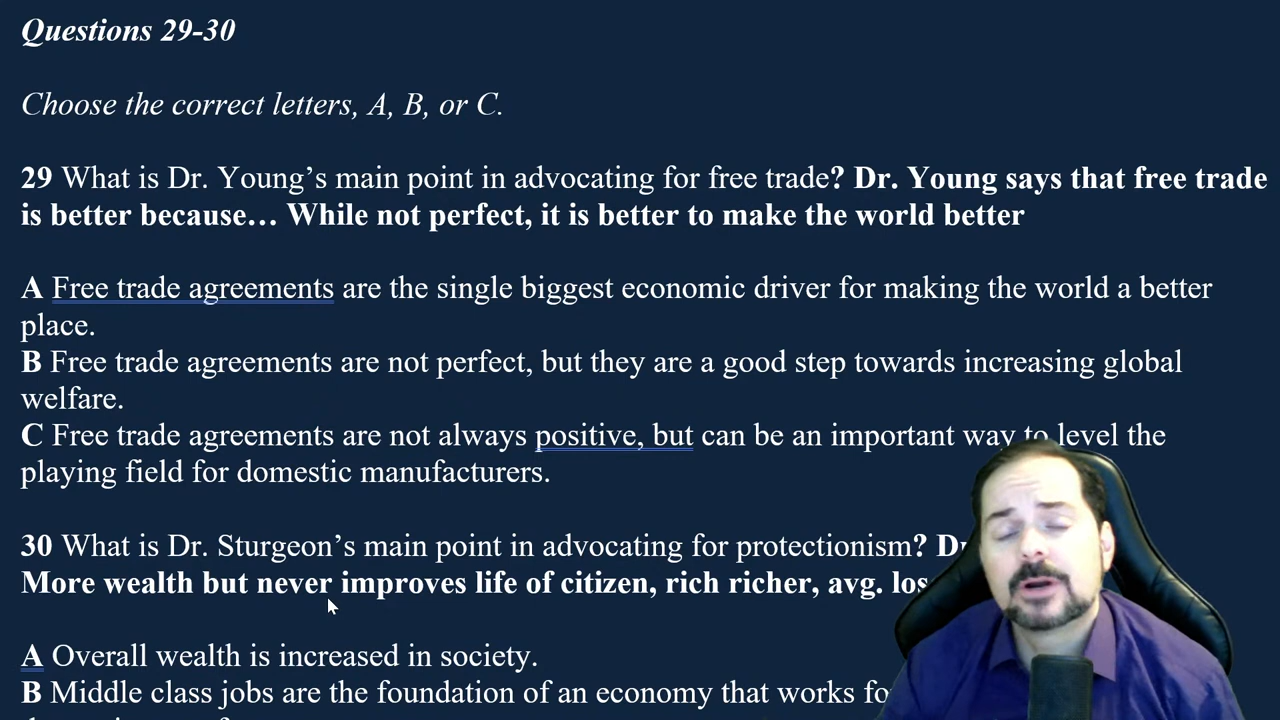 Questions 29-30
Choose the correct letters, A, B, or C.
29 What is Dr. Young’s main point in advocating for free trade? Dr. Young says that free trade
is better because… While not perfect, it is better to make the world better
A Free trade agreements are the single biggest economic driver for making the world a better
place.
B Free trade agreements are not perfect, but they are a good step towards increasing global
welfare.
C Free trade agreements are not always positive, but can be an important way to level the
playing field for domestic manufacturers.
30 What is Dr. Sturgeon’s main point in advocating for protectionism?
More wealth but never improves life of citizen, rich richer, avg.
A Overall wealth is increased in society.
B Middle class jobs are the foundation of an economy that works